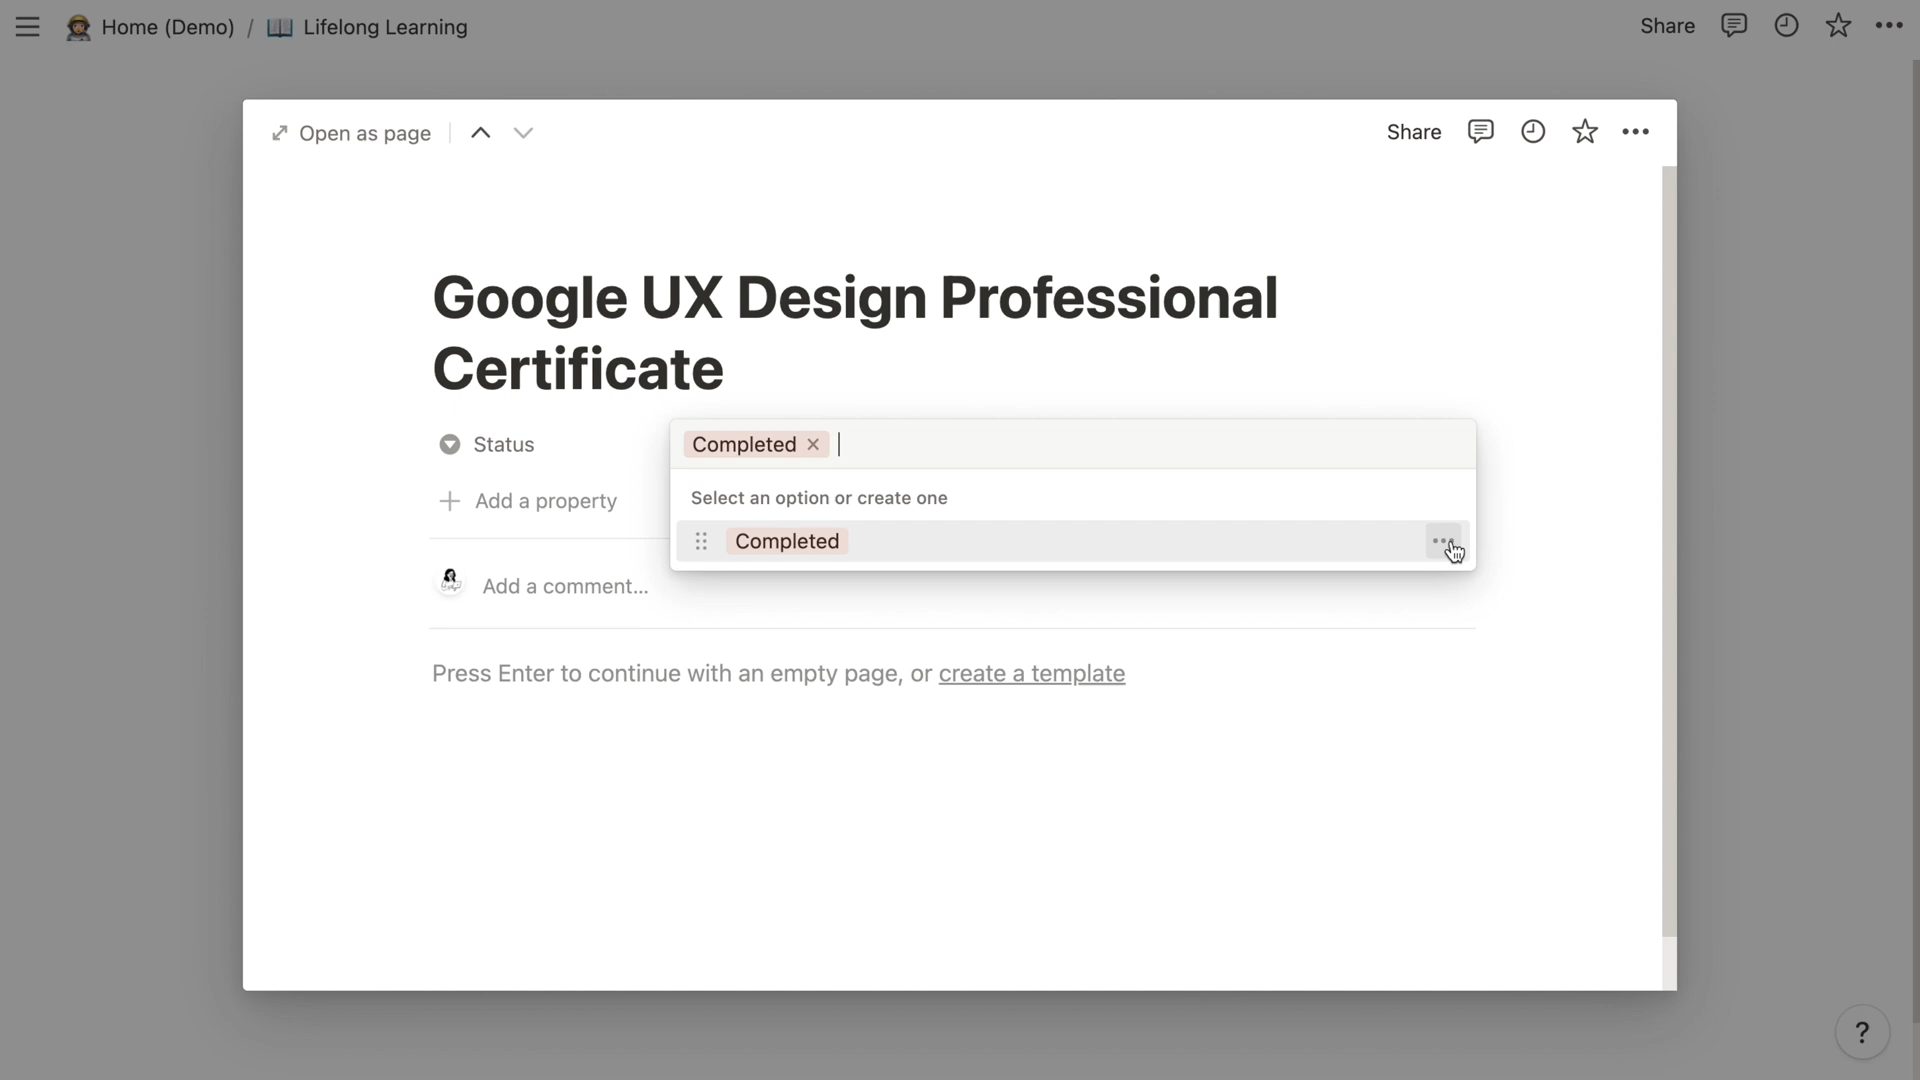 Home (Demo) / Lifelong Learning
Share
Open as page
Share
Google UX Design Professional
Certificate
Status
Completed
Add a property
Select an option or create one
Completed
Add a comment...
Press Enter to continue with an empty page, or create a template
?